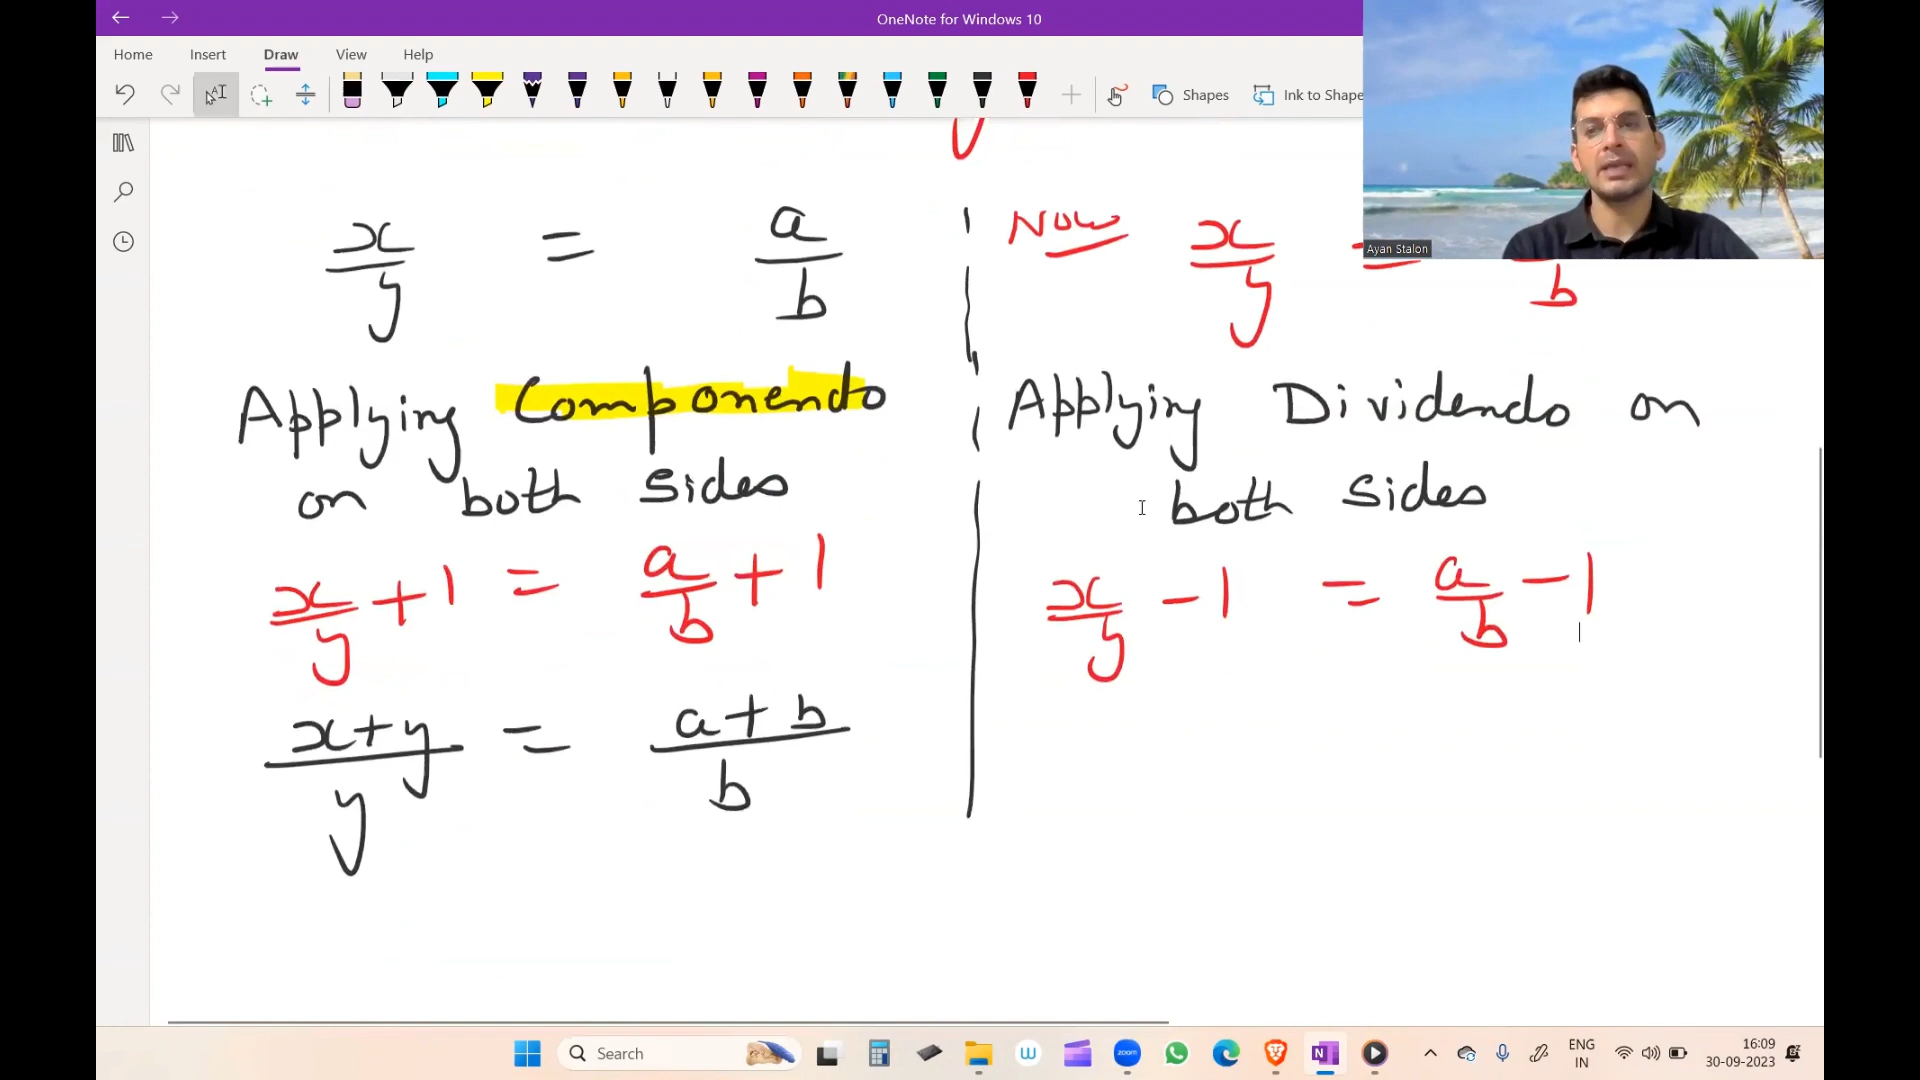 OneNote for Windows 10
Home Insert Draw View Help
Shapes Ink to Shape
Ayan Stalon
x/y = a/b
Applying Componendo
on both sides
x/y + 1 = a/b + 1
x+y/y = a+b/b
Now x/y = /b
Applying Dividendo on
both sides
x/y - 1 = a/b - 1
Search
zoom
ENG
IN
16:09
30-09-2023